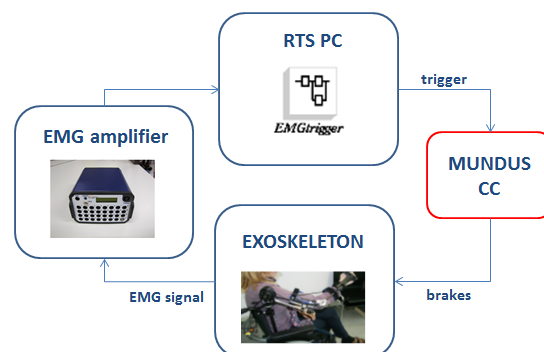 RTS PC
EMGtrigger
trigger
EMG amplifier
MUNDUS
CC
EXOSKELETON
EMG signal
brakes